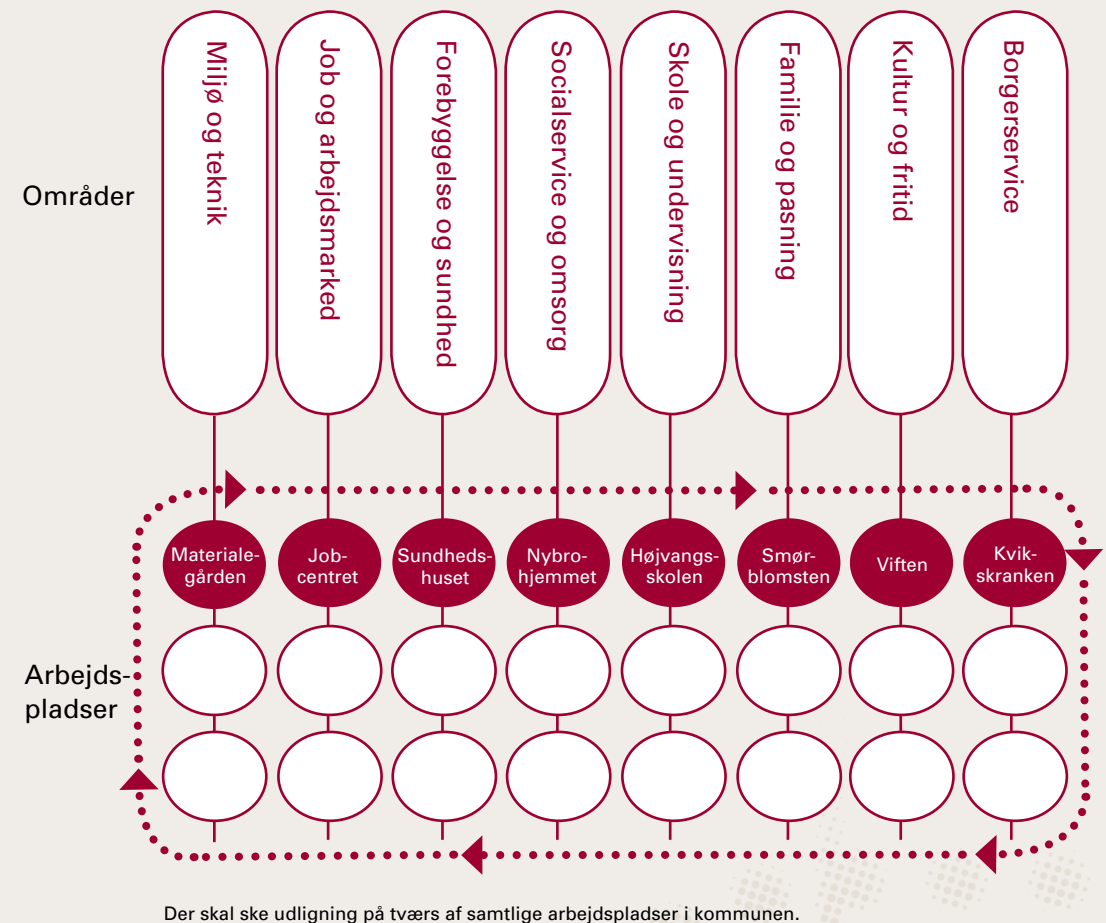 Områder
Miljø og teknik
Job og arbejdsmarked
Forebyggelse og sundhed
Socialservice og omsorg
Skole og undervisning
Familie og pasning
Kultur og fritid
Borgerservice
Materiale-
gården
Job-
centret
Sundheds-
huset
Nybro-
hjemmet
Højvangs-
skolen
Smør-
blomsten
Viften
Kvik-
skranken
Arbejds-
pladser
Der skal ske udligning på tværs af samtlige arbejdspladser i kommunen.